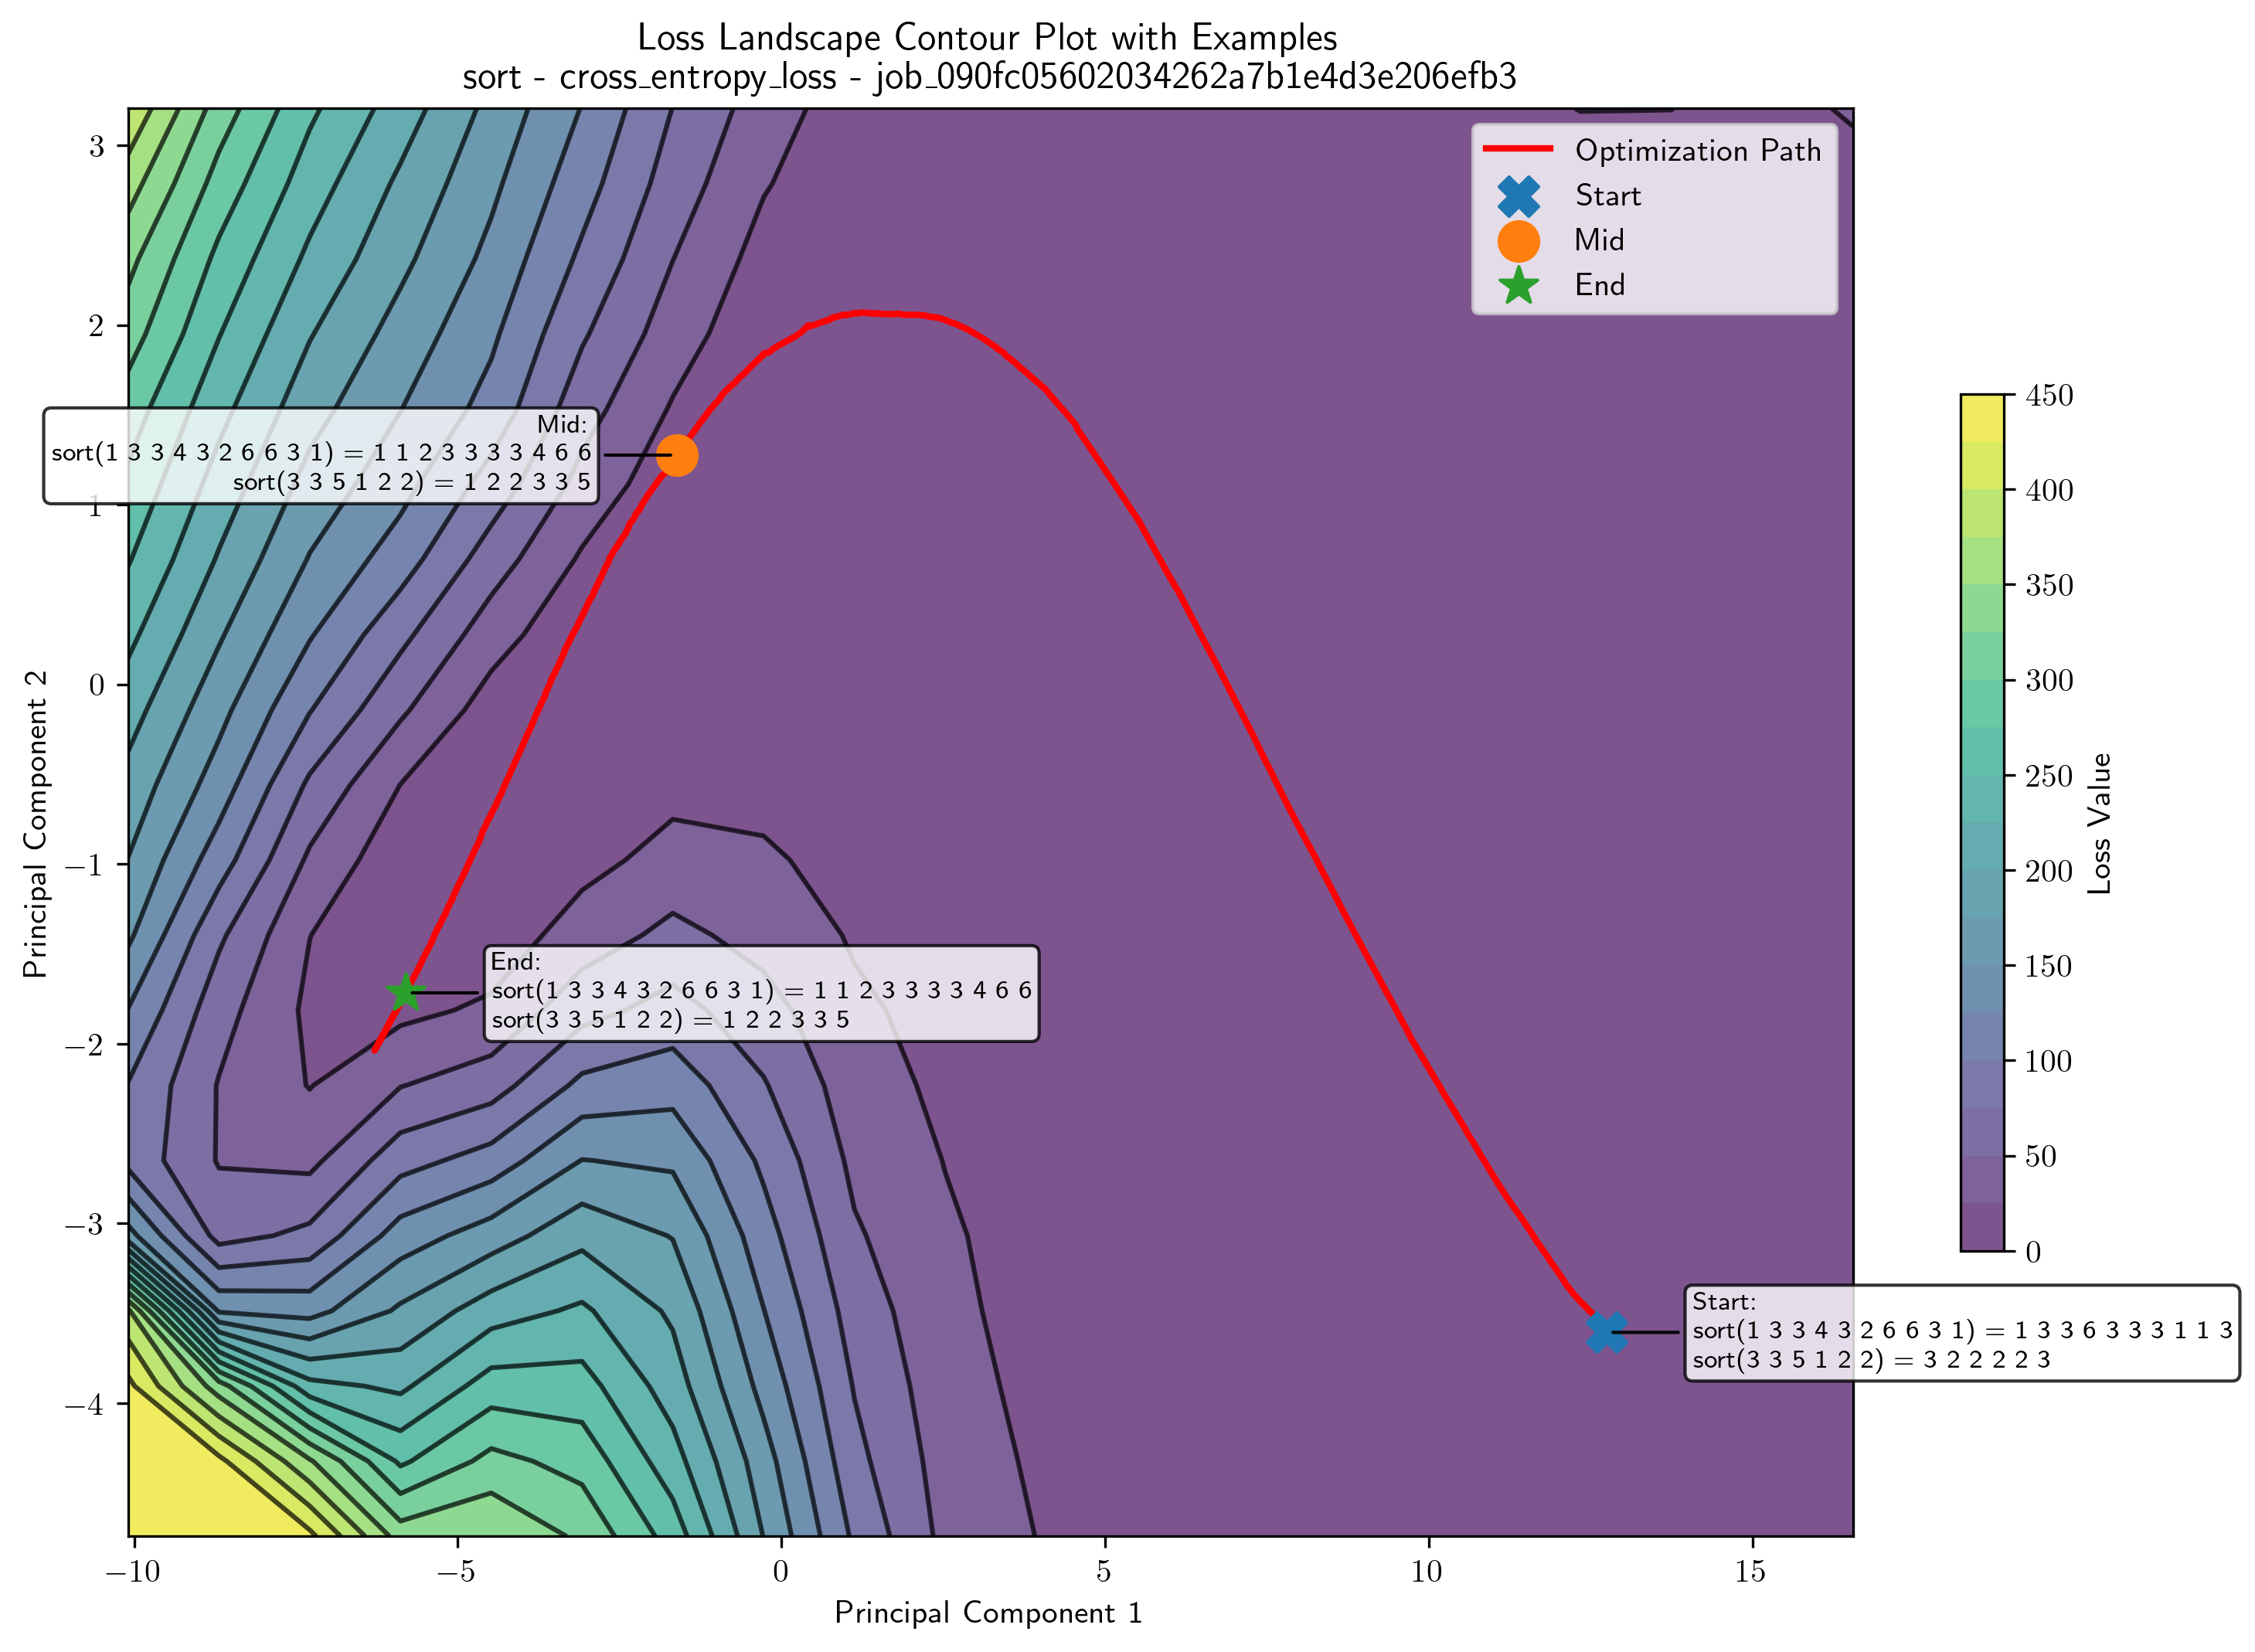 Loss Landscape Contour Plot with Examples
sort - cross_entropy_loss - job_090fc05602034262a7b1e4d3e206efb3
Optimization Path
Start
Mid
End
Mid:
sort(1 3 3 4 3 2 6 6 3 1) = 1 1 2 3 3 3 3 4 6 6
sort(3 3 5 1 2 2) = 1 2 2 3 3 5
End:
sort(1 3 3 4 3 2 6 6 3 1) = 1 1 2 3 3 3 3 4 6 6
sort(3 3 5 1 2 2) = 1 2 2 3 3 5
Start:
sort(1 3 3 4 3 2 6 6 3 1) = 1 3 3 6 3 3 3 1 1 3
sort(3 3 5 1 2 2) = 3 2 2 2 2 3
3
2
1
0
−1
−2
−3
−4
Principal Component 2
−10
−5
0
5
10
15
Principal Component 1
450
400
350
300
250
200
150
100
50
0
Loss Value